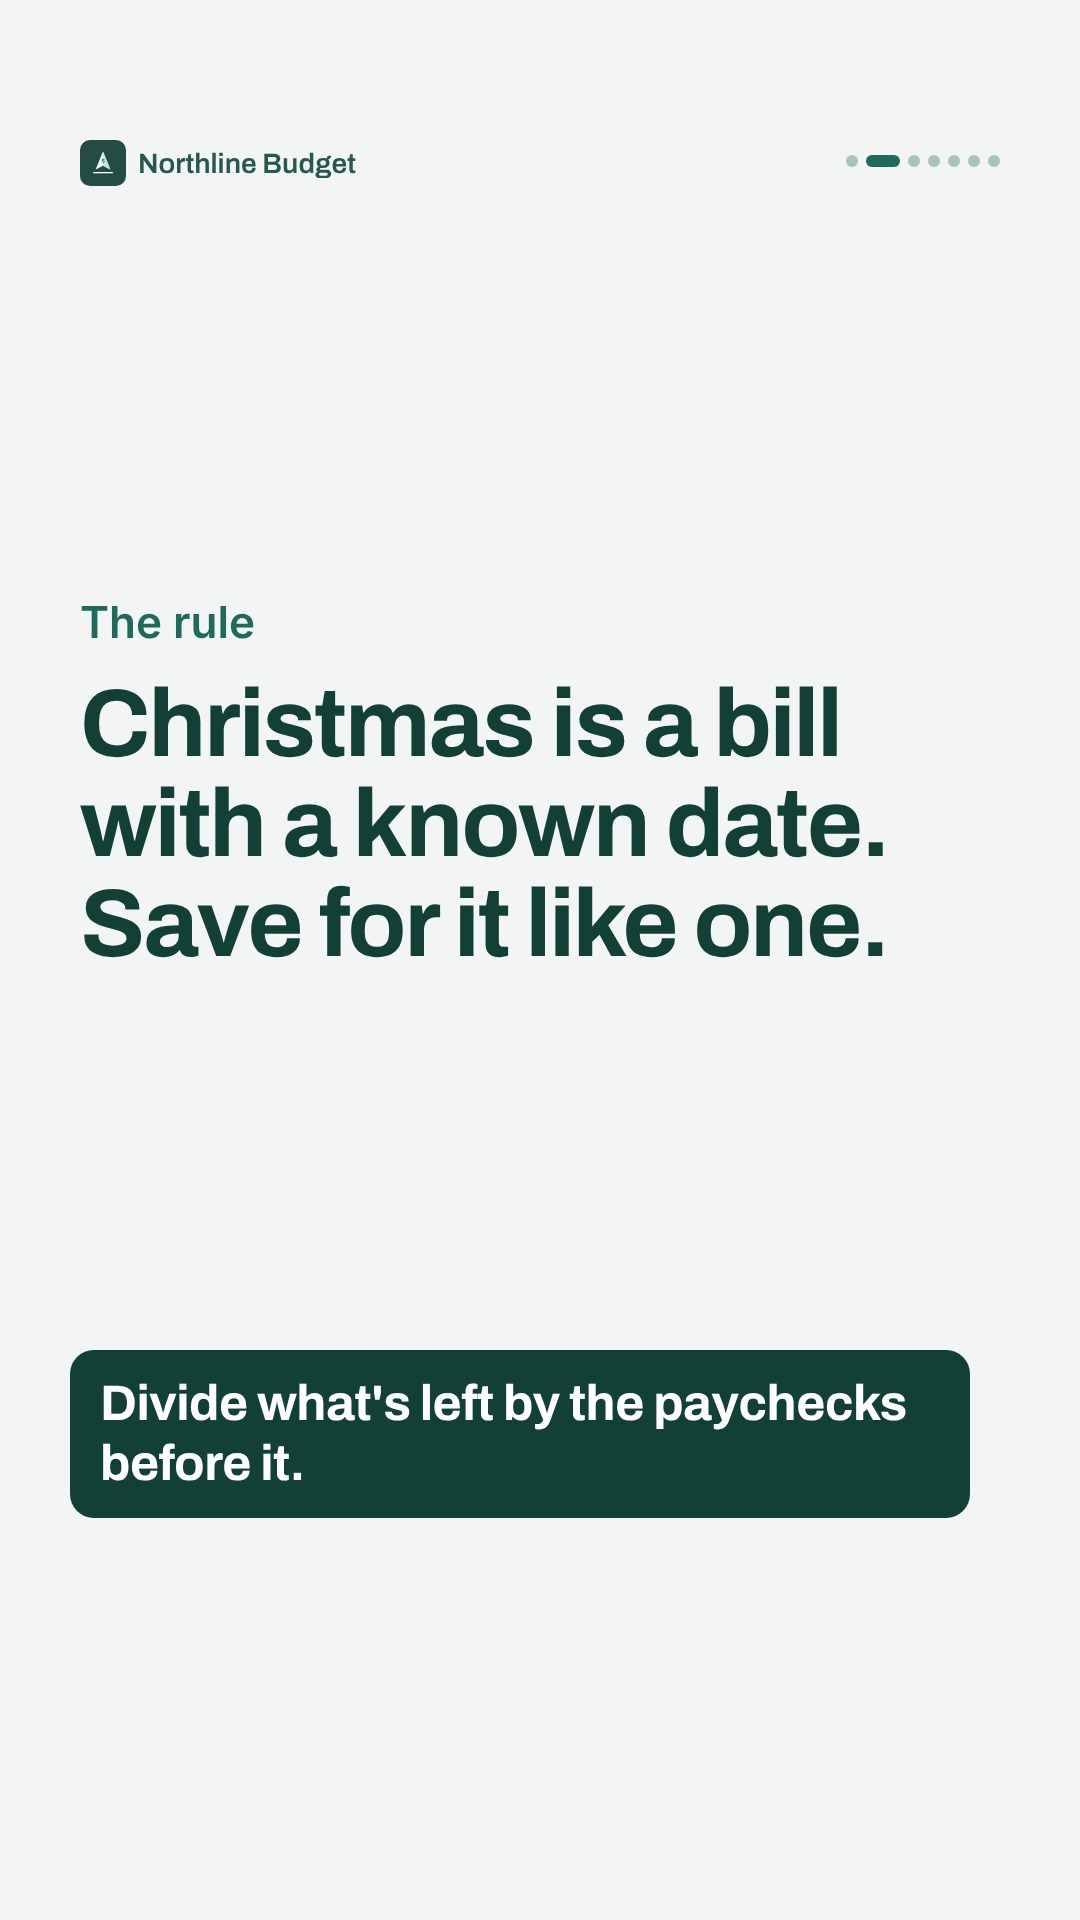 Northline Budget
The rule
Christmas is a bill
with a known date.
Save for it like one.
Divide what's left by the paychecks
before it.